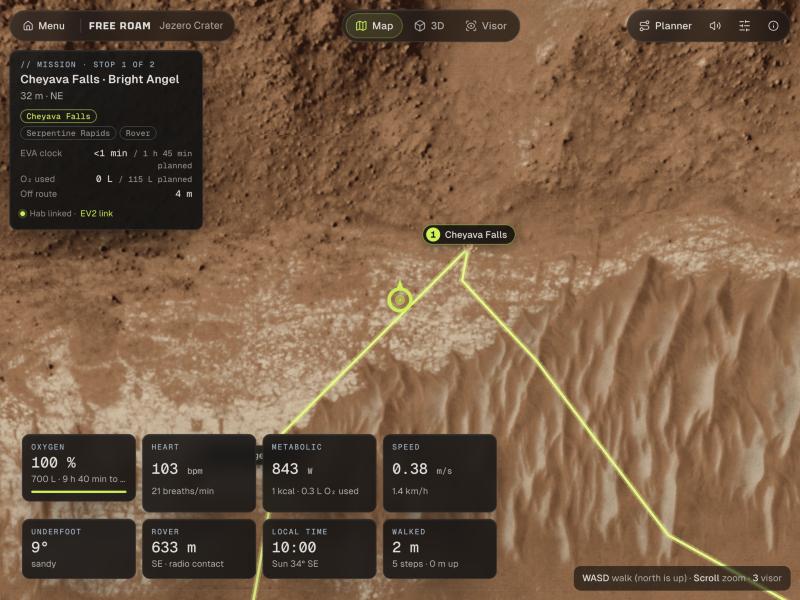 Menu
FREE ROAM Jezero Crater
Map
3D
Visor
Planner
// MISSION · STOP 1 OF 2
Cheyava Falls · Bright Angel
32 m · NE
Cheyava Falls
Serpentine Rapids
Rover
EVA clock <1 min / 1 h 45 min planned
O₂ used 0 L / 115 L planned
Off route 4 m
Hab linked · EV2 link
1 Cheyava Falls
OXYGEN
100 %
700 L · 9 h 40 min to ...
HEART
103 bpm
21 breaths/min
METABOLIC
843 W
1 kcal · 0.3 L O₂ used
SPEED
0.38 m/s
1.4 km/h
UNDERFOOT
9°
sandy
ROVER
633 m
SE · radio contact
LOCAL TIME
10:00
Sun 34° SE
WALKED
2 m
5 steps · 0 m up
WASD walk (north is up) · Scroll zoom · 3 visor